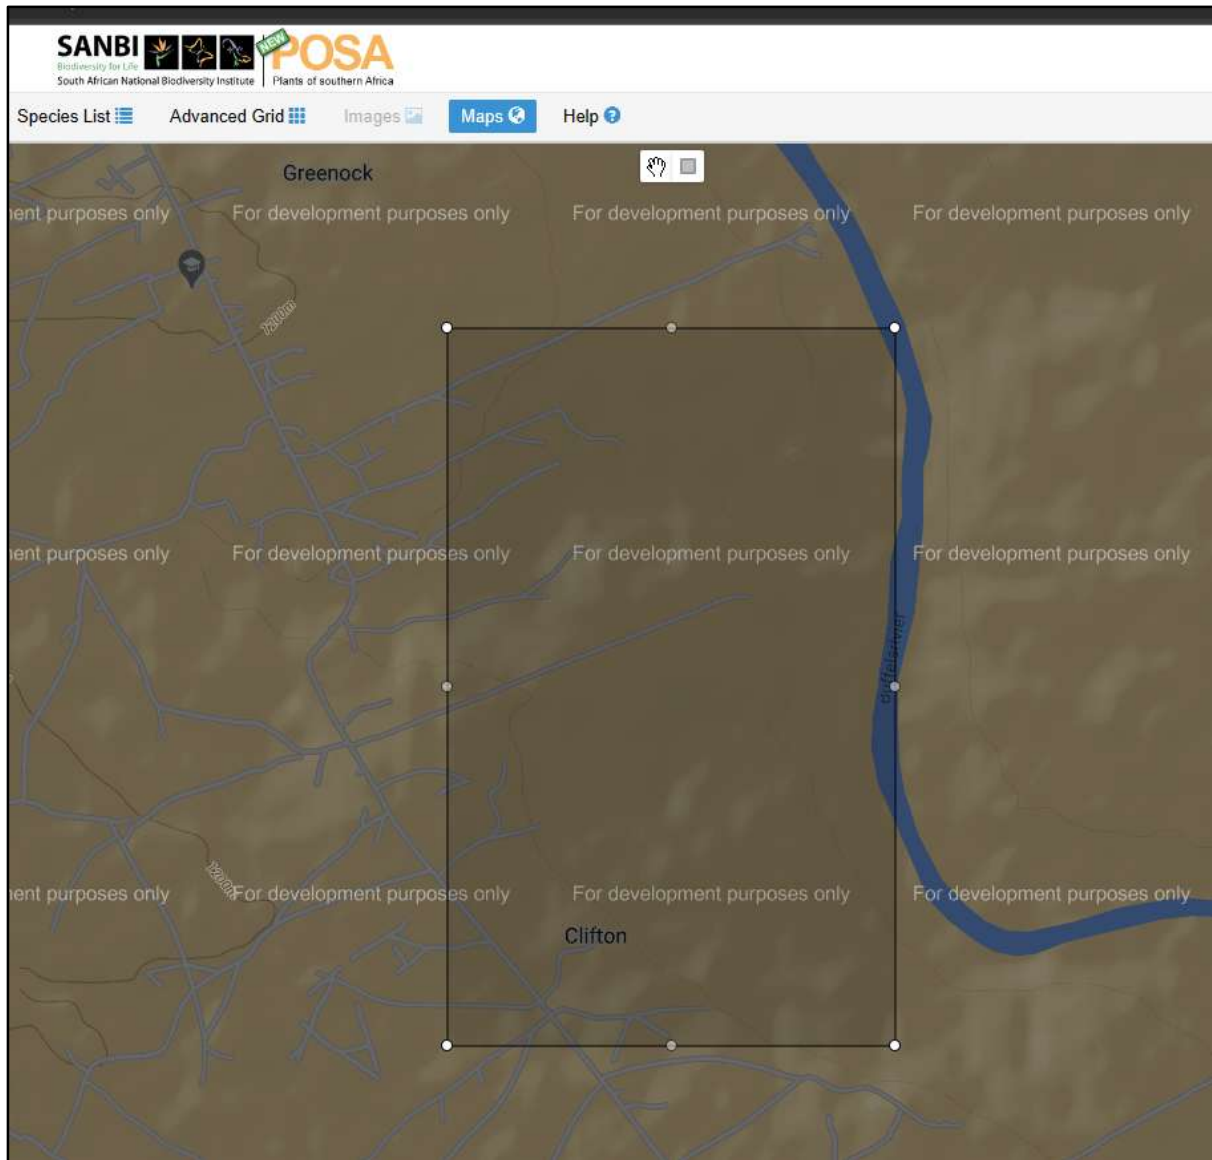 SANBI
Biodiversity for Life
South African National Biodiversity Institute
NEW
POSA
Plants of southern Africa
Species List
Advanced Grid
Images
Maps
Help
Greenock
ent purposes only
For development purposes only
For development purposes only
For development purposes only
1200m
ent purposes only
For development purposes only
For development purposes only
For development purposes only
Buffelsrivier
1200m
ent purposes only
For development purposes only
For development purposes only
For development purposes only
Clifton